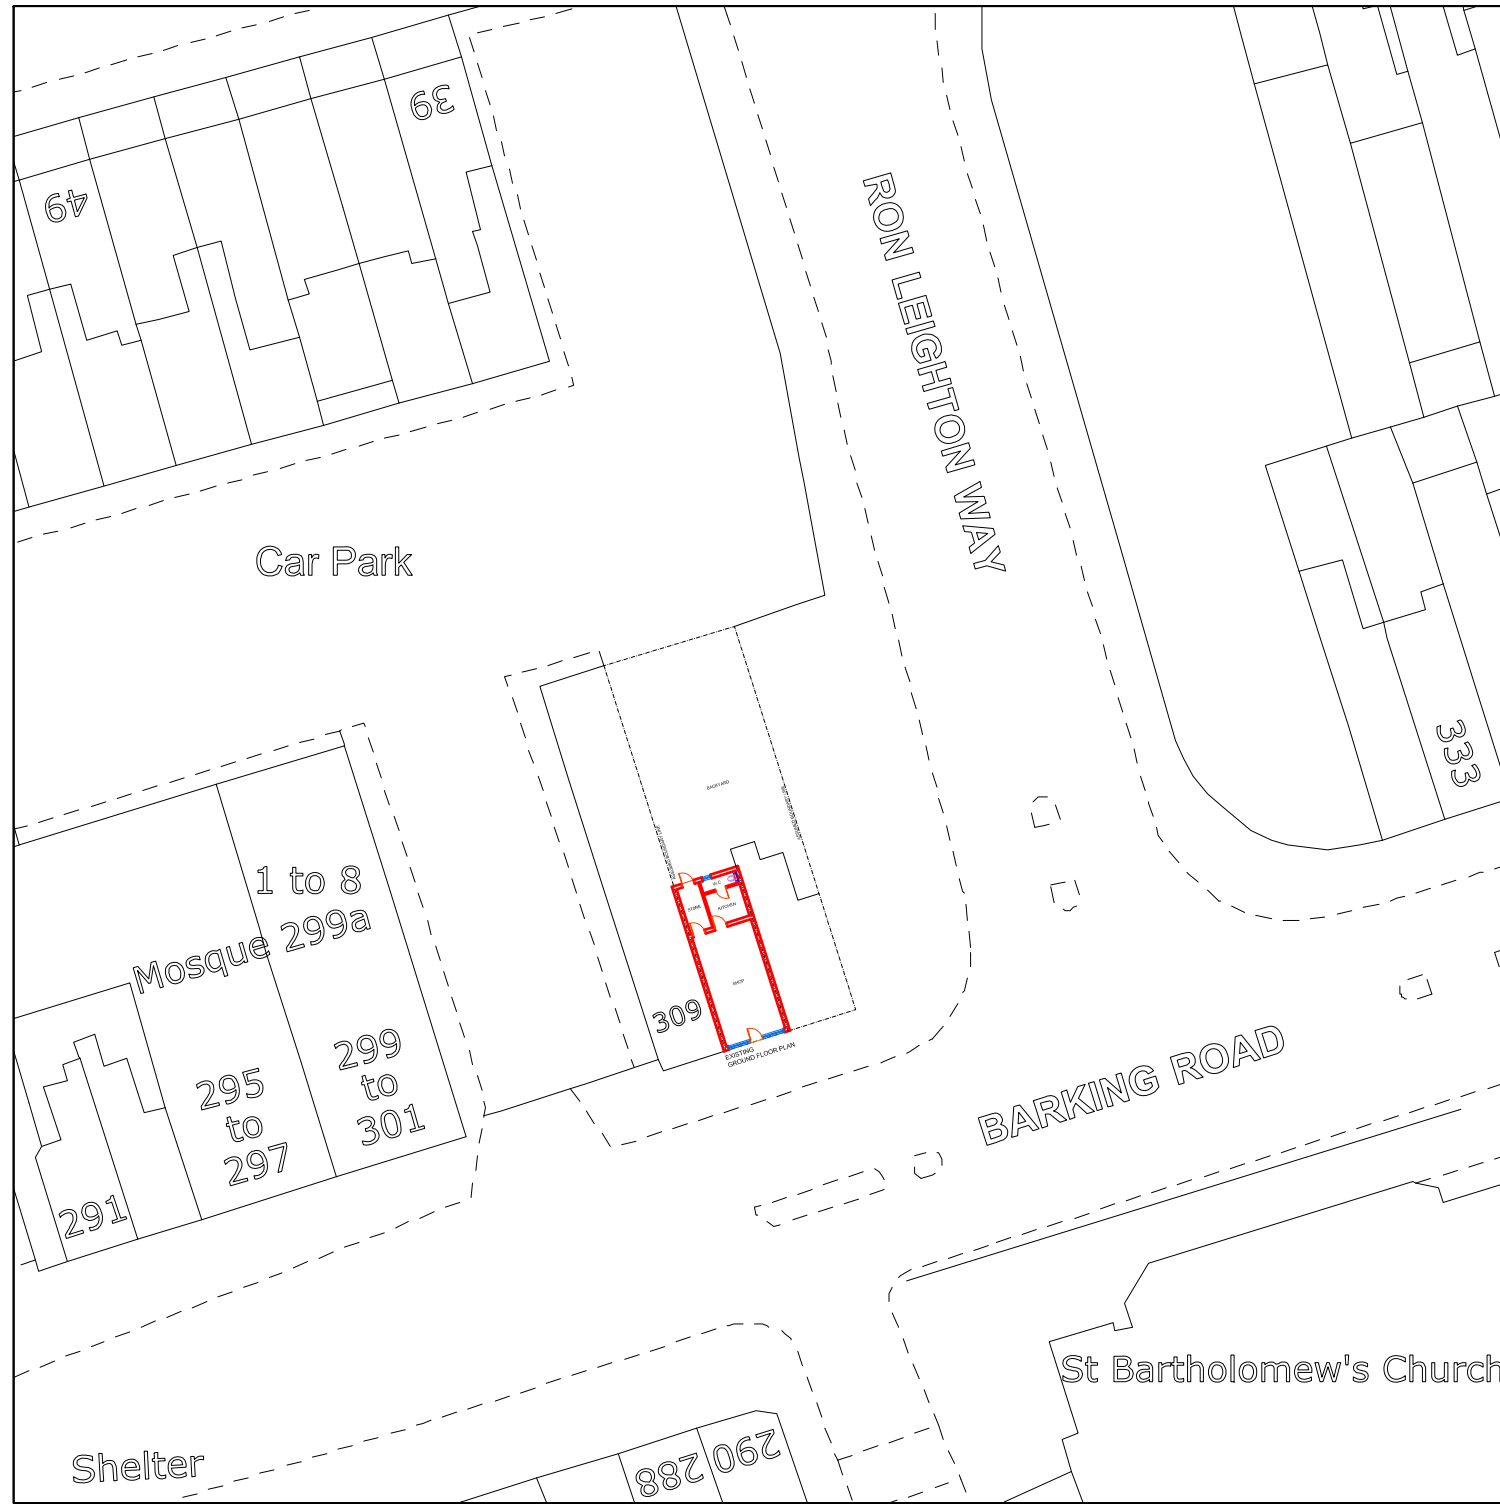 39
49
RON LEIGHTON WAY
Car Park
333
BACKYARD
1 to 8
Mosque 299a
W.C
STORE
KITCHEN
SHOP
309
EXISTING
GROUND FLOOR PLAN
299
to
301
295
to
297
291
BARKING ROAD
St Bartholomew's Church
Shelter
288
290